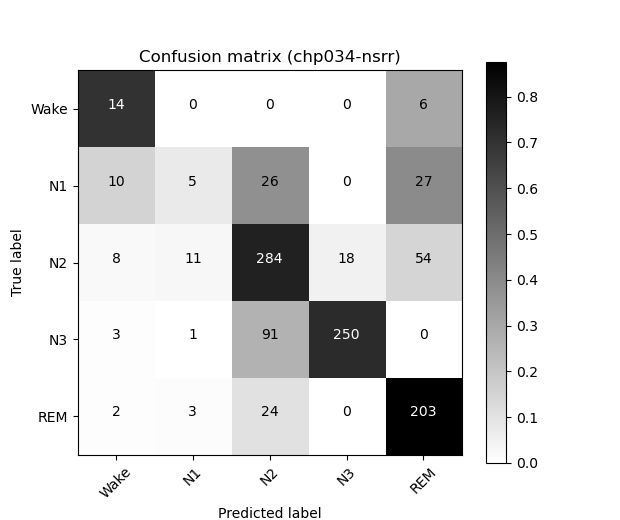 Confusion matrix (chp034-nsrr)
Wake 14 0 0 0 6
N1 10 5 26 0 27
N2 8 11 284 18 54
N3 3 1 91 250 0
REM 2 3 24 0 203
Wake N1 N2 N3 REM
Predicted label
True label
0.8
0.7
0.6
0.5
0.4
0.3
0.2
0.1
0.0